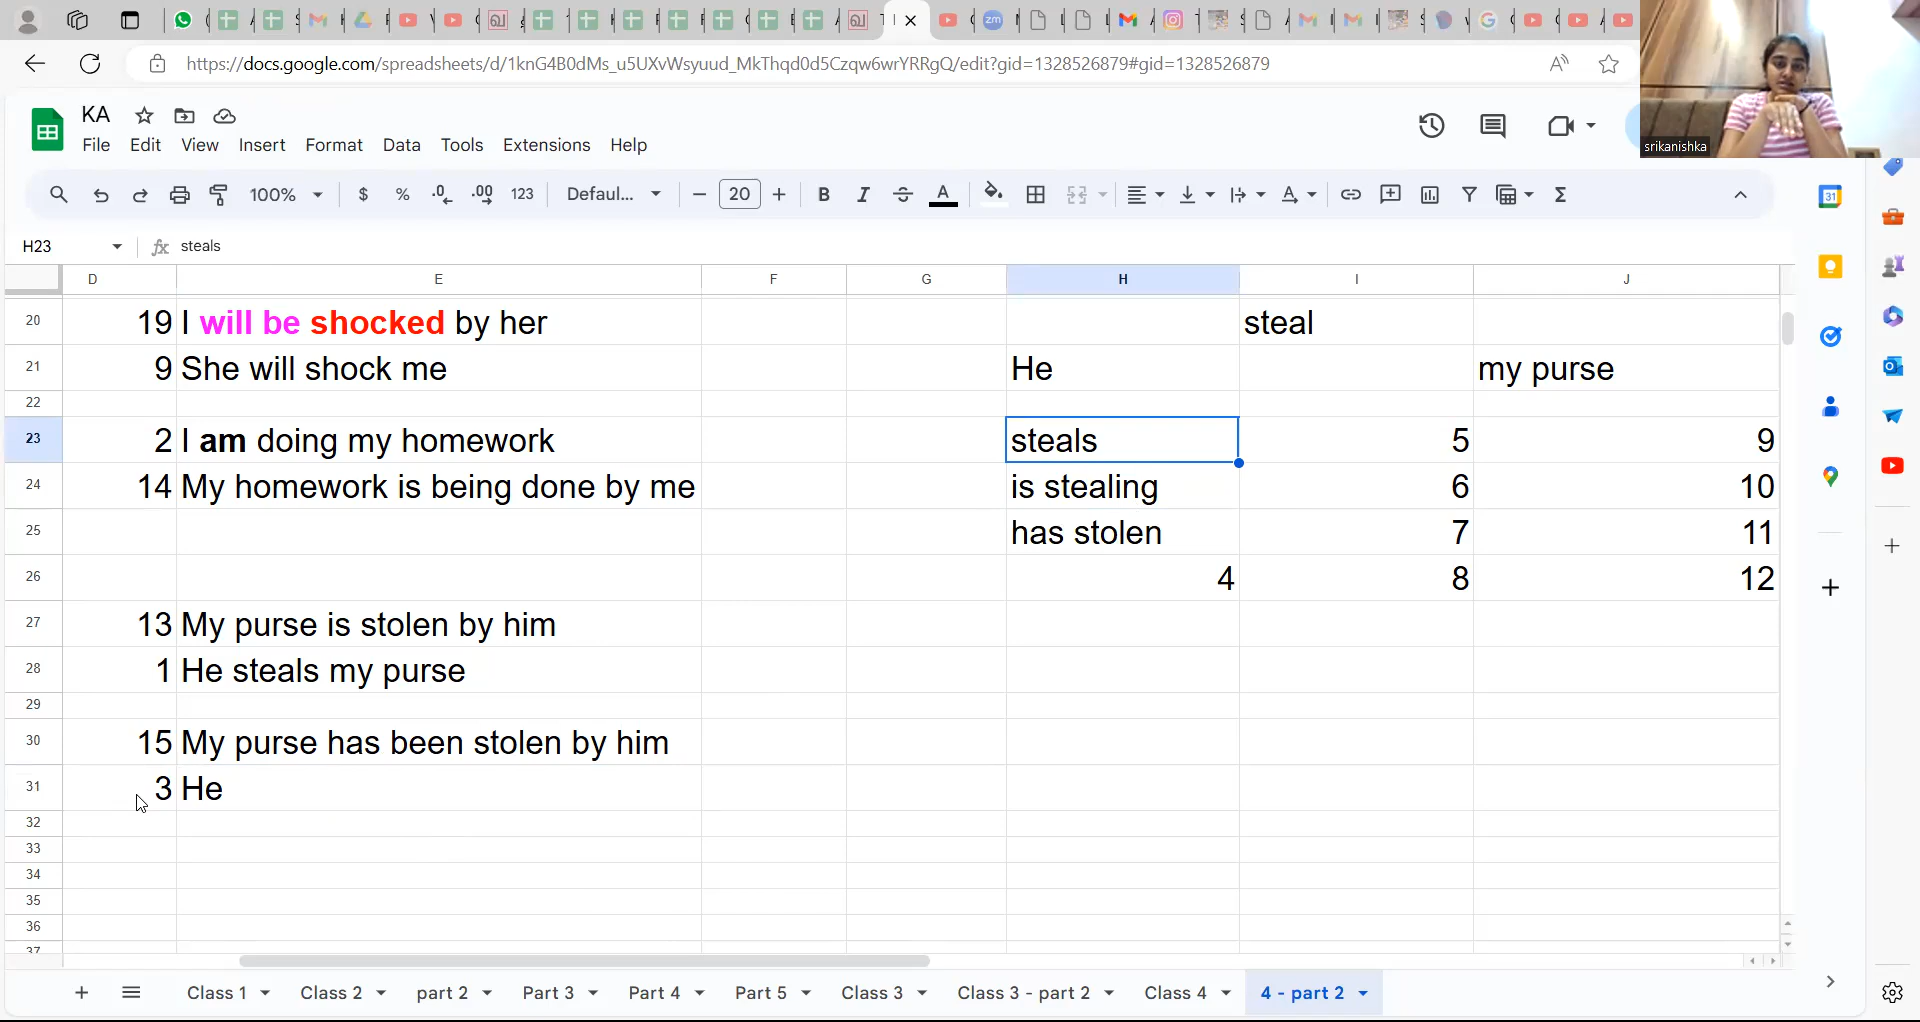 https://docs.google.com/spreadsheets/d/1knG4B0dMs_u5UXvWsyuud_MkThqd0d5Czqw6wrYRRgQ/edit?gid=1328526879#gid=1328526879
srikanishka
KA
File Edit View Insert Format Data Tools Extensions Help
100% $ % .0 .00 123 Defaul... 20 B I A
H23 fx steals
D E F G H I J
20 19 I will be shocked by her steal
21 9 She will shock me He my purse
22
23 2 I am doing my homework steals 5 9
24 14 My homework is being done by me is stealing 6 10
25 has stolen 7 11
26 4 8 12
27 13 My purse is stolen by him
28 1 He steals my purse
29
30 15 My purse has been stolen by him
31 3 He
32
33
34
35
36
37
Class 1 Class 2 part 2 Part 3 Part 4 Part 5 Class 3 Class 3 - part 2 Class 4 4 - part 2